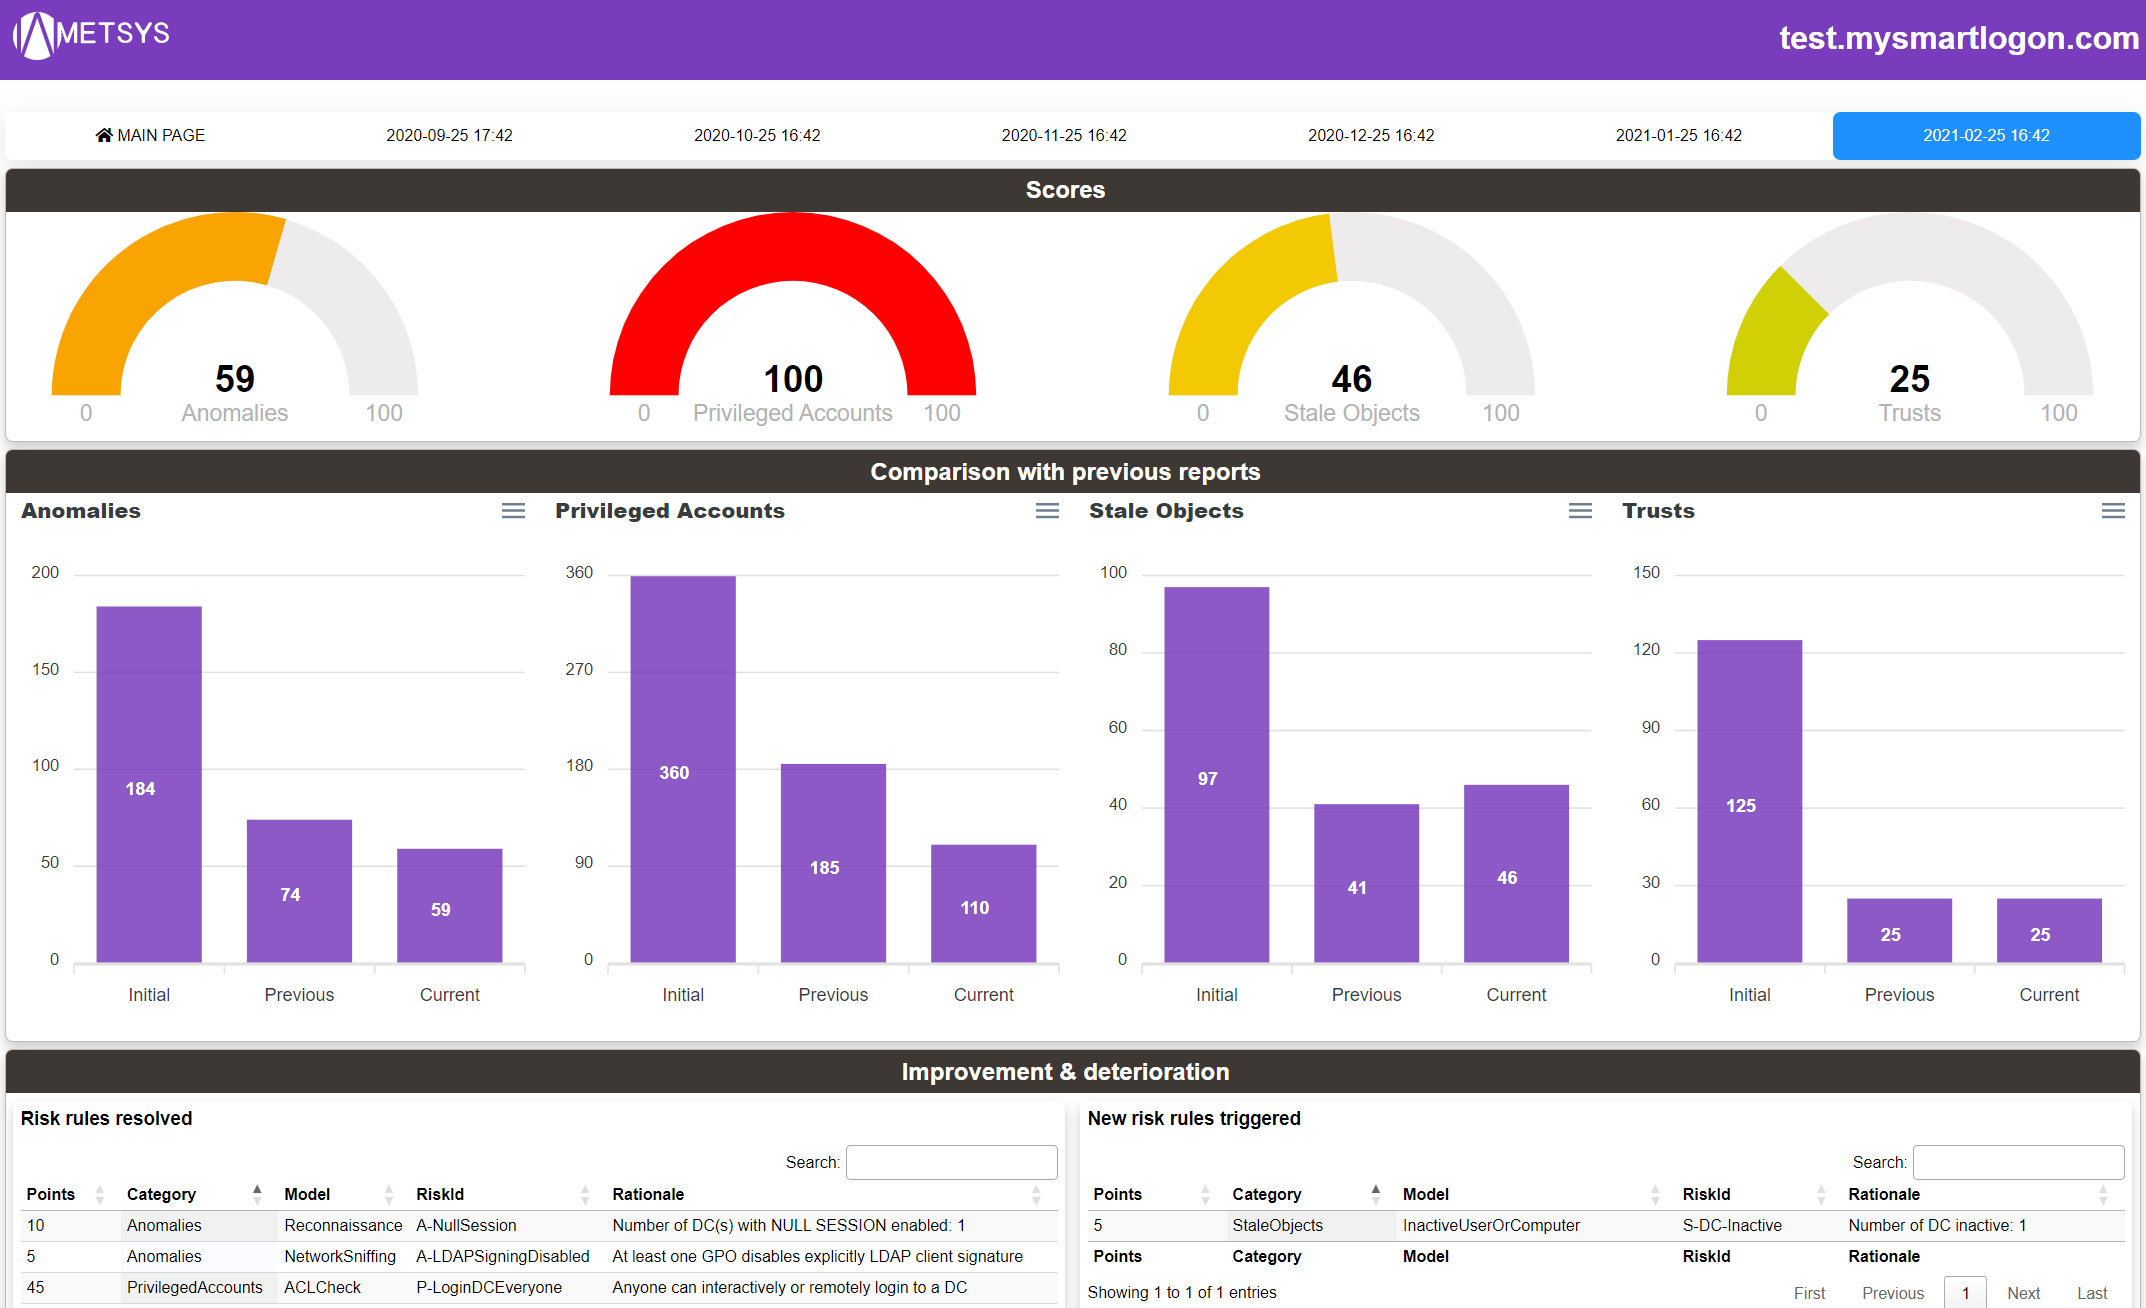 AMETSYS
test.mysmartlogon.com
MAIN PAGE 2020-09-25 17:42 2020-10-25 16:42 2020-11-25 16:42 2020-12-25 16:42 2021-01-25 16:42 2021-02-25 16:42
Scores
59 100 46 25
0 Anomalies 100 0 Privileged Accounts 100 0 Stale Objects 100 0 Trusts 100
Comparison with previous reports
Anomalies
200
150
100
50
0
184
74
59
Initial Previous Current
Privileged Accounts
360
270
180
90
0
360
185
110
Initial Previous Current
Stale Objects
100
80
60
40
20
0
97
41
46
Initial Previous Current
Trusts
150
120
90
60
30
0
125
25
25
Initial Previous Current
Improvement & deterioration
Risk rules resolved
Search:
Points Category Model RiskId Rationale
10 Anomalies Reconnaissance A-NullSession Number of DC(s) with NULL SESSION enabled: 1
5 Anomalies NetworkSniffing A-LDAPSigningDisabled At least one GPO disables explicitly LDAP client signature
45 PrivilegedAccounts ACLCheck P-LoginDCEveryone Anyone can interactively or remotely login to a DC
New risk rules triggered
Search:
Points Category Model RiskId Rationale
5 StaleObjects InactiveUserOrComputer S-DC-Inactive Number of DC inactive: 1
Points Category Model RiskId Rationale
Showing 1 to 1 of 1 entries
First Previous 1 Next Last